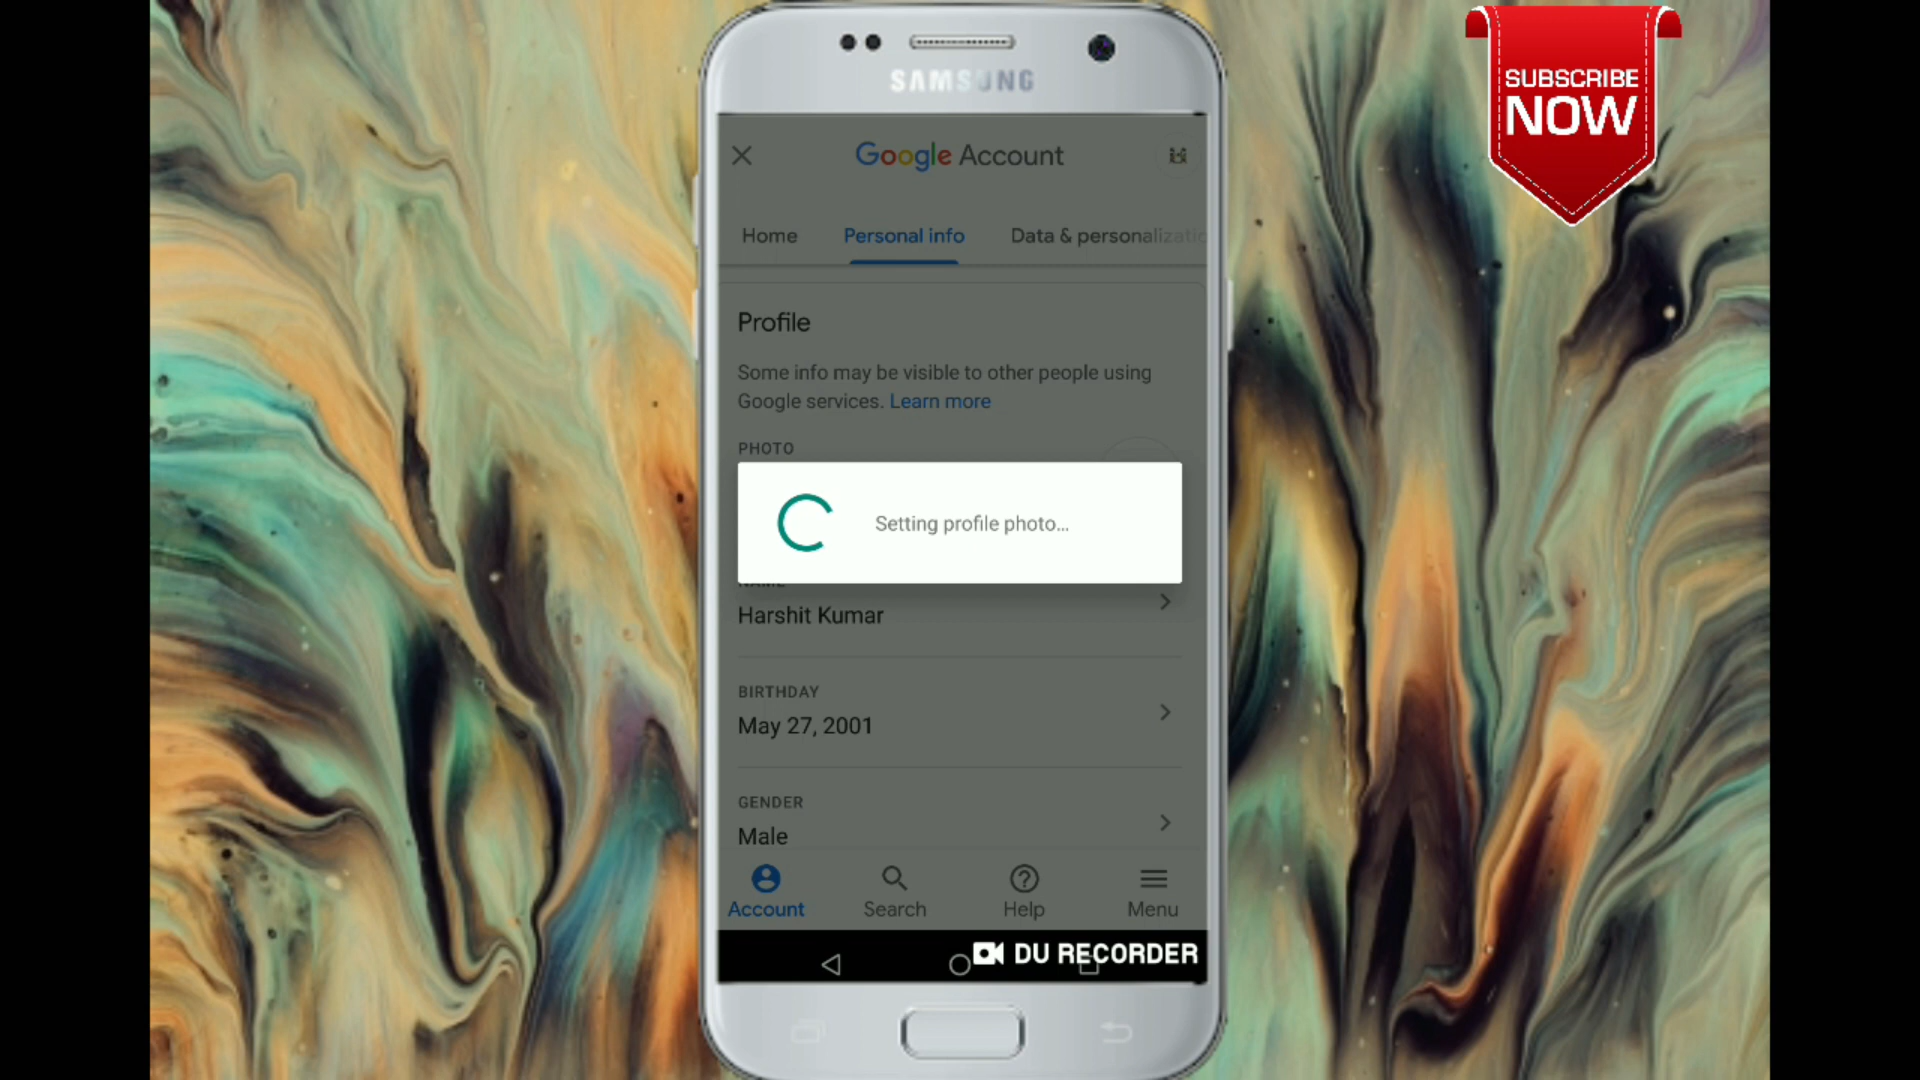 SAMSUNG
SUBSCRIBE
NOW
Google Account
Home
Personal info
Data & personalizatio
Profile
Some info may be visible to other people using
Google services. Learn more
PHOTO
Setting profile photo...
NAME
Harshit Kumar
BIRTHDAY
May 27, 2001
GENDER
Male
Account
Search
Help
Menu
DU RECORDER